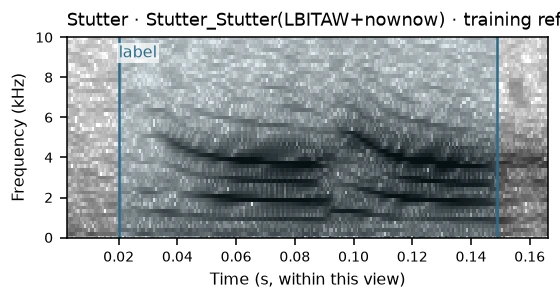 Stutter · Stutter_Stutter(LBITAW+nownow) · training ref
label
Frequency (kHz)
10
8
6
4
2
0
0.02 0.04 0.06 0.08 0.10 0.12 0.14 0.16
Time (s, within this view)